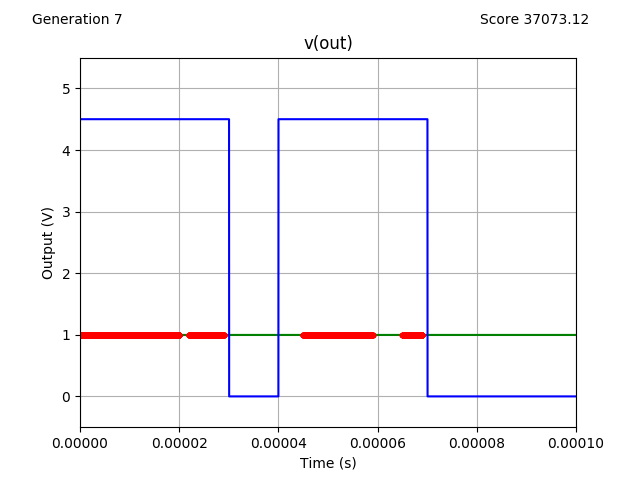 Generation 7
Score 37073.12
v(out)
5
4
3
2
1
0
Output (V)
0.00000
0.00002
0.00004
0.00006
0.00008
0.00010
Time (s)